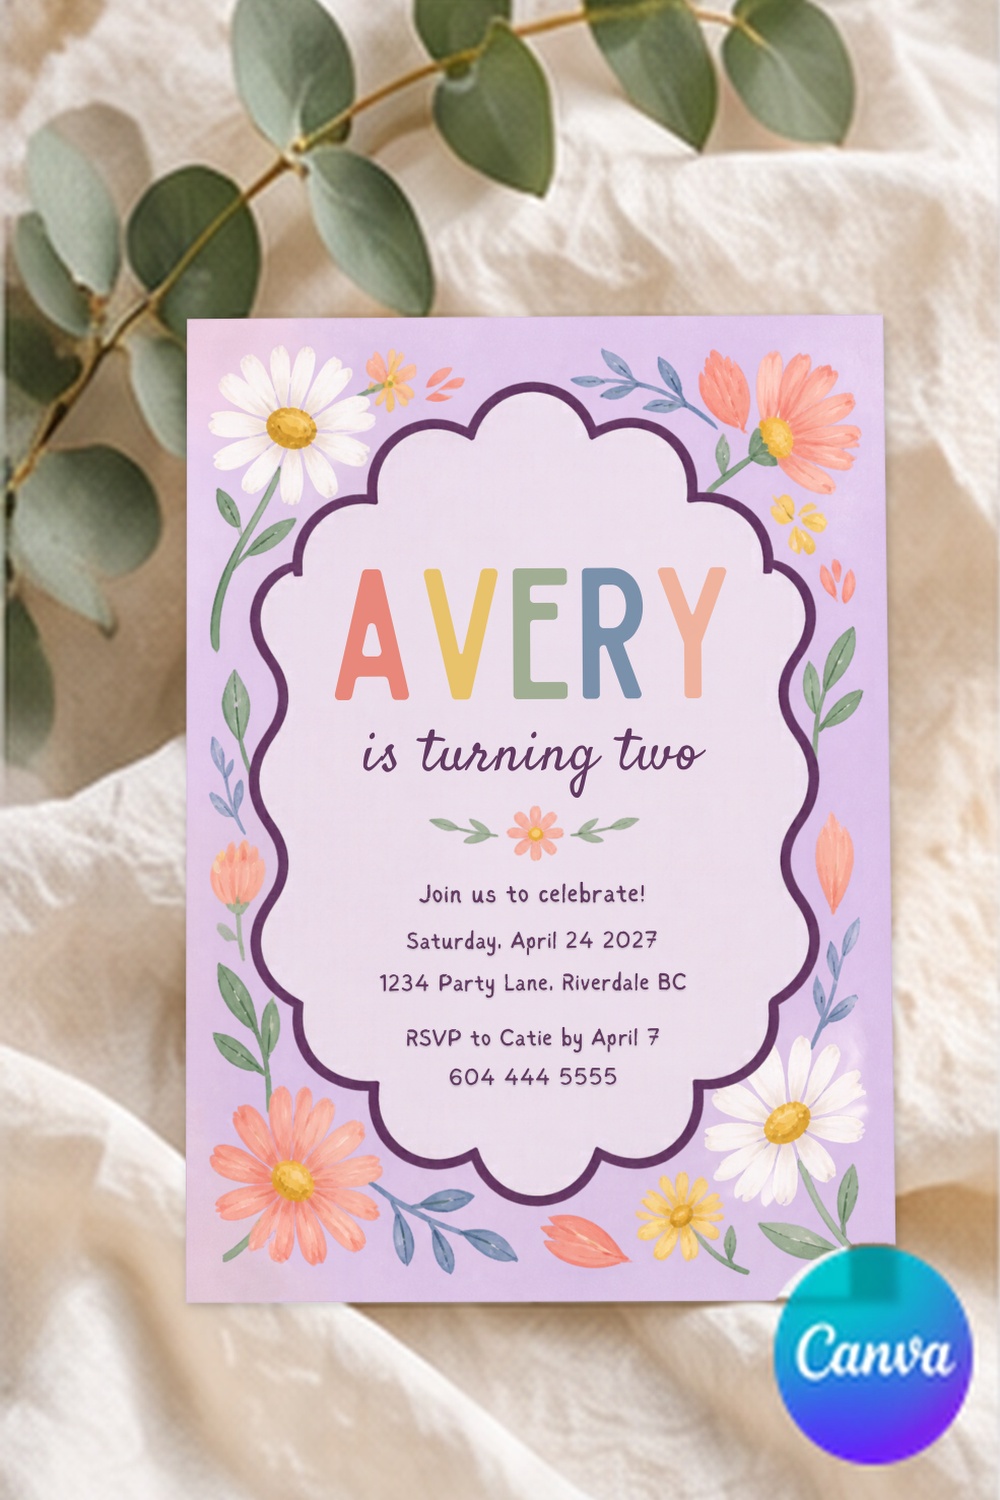 AVERY
is turning two
Join us to celebrate!
Saturday, April 24 2027
1234 Party Lane, Riverdale BC
RSVP to Catie by April 7
604 444 5555
Canva